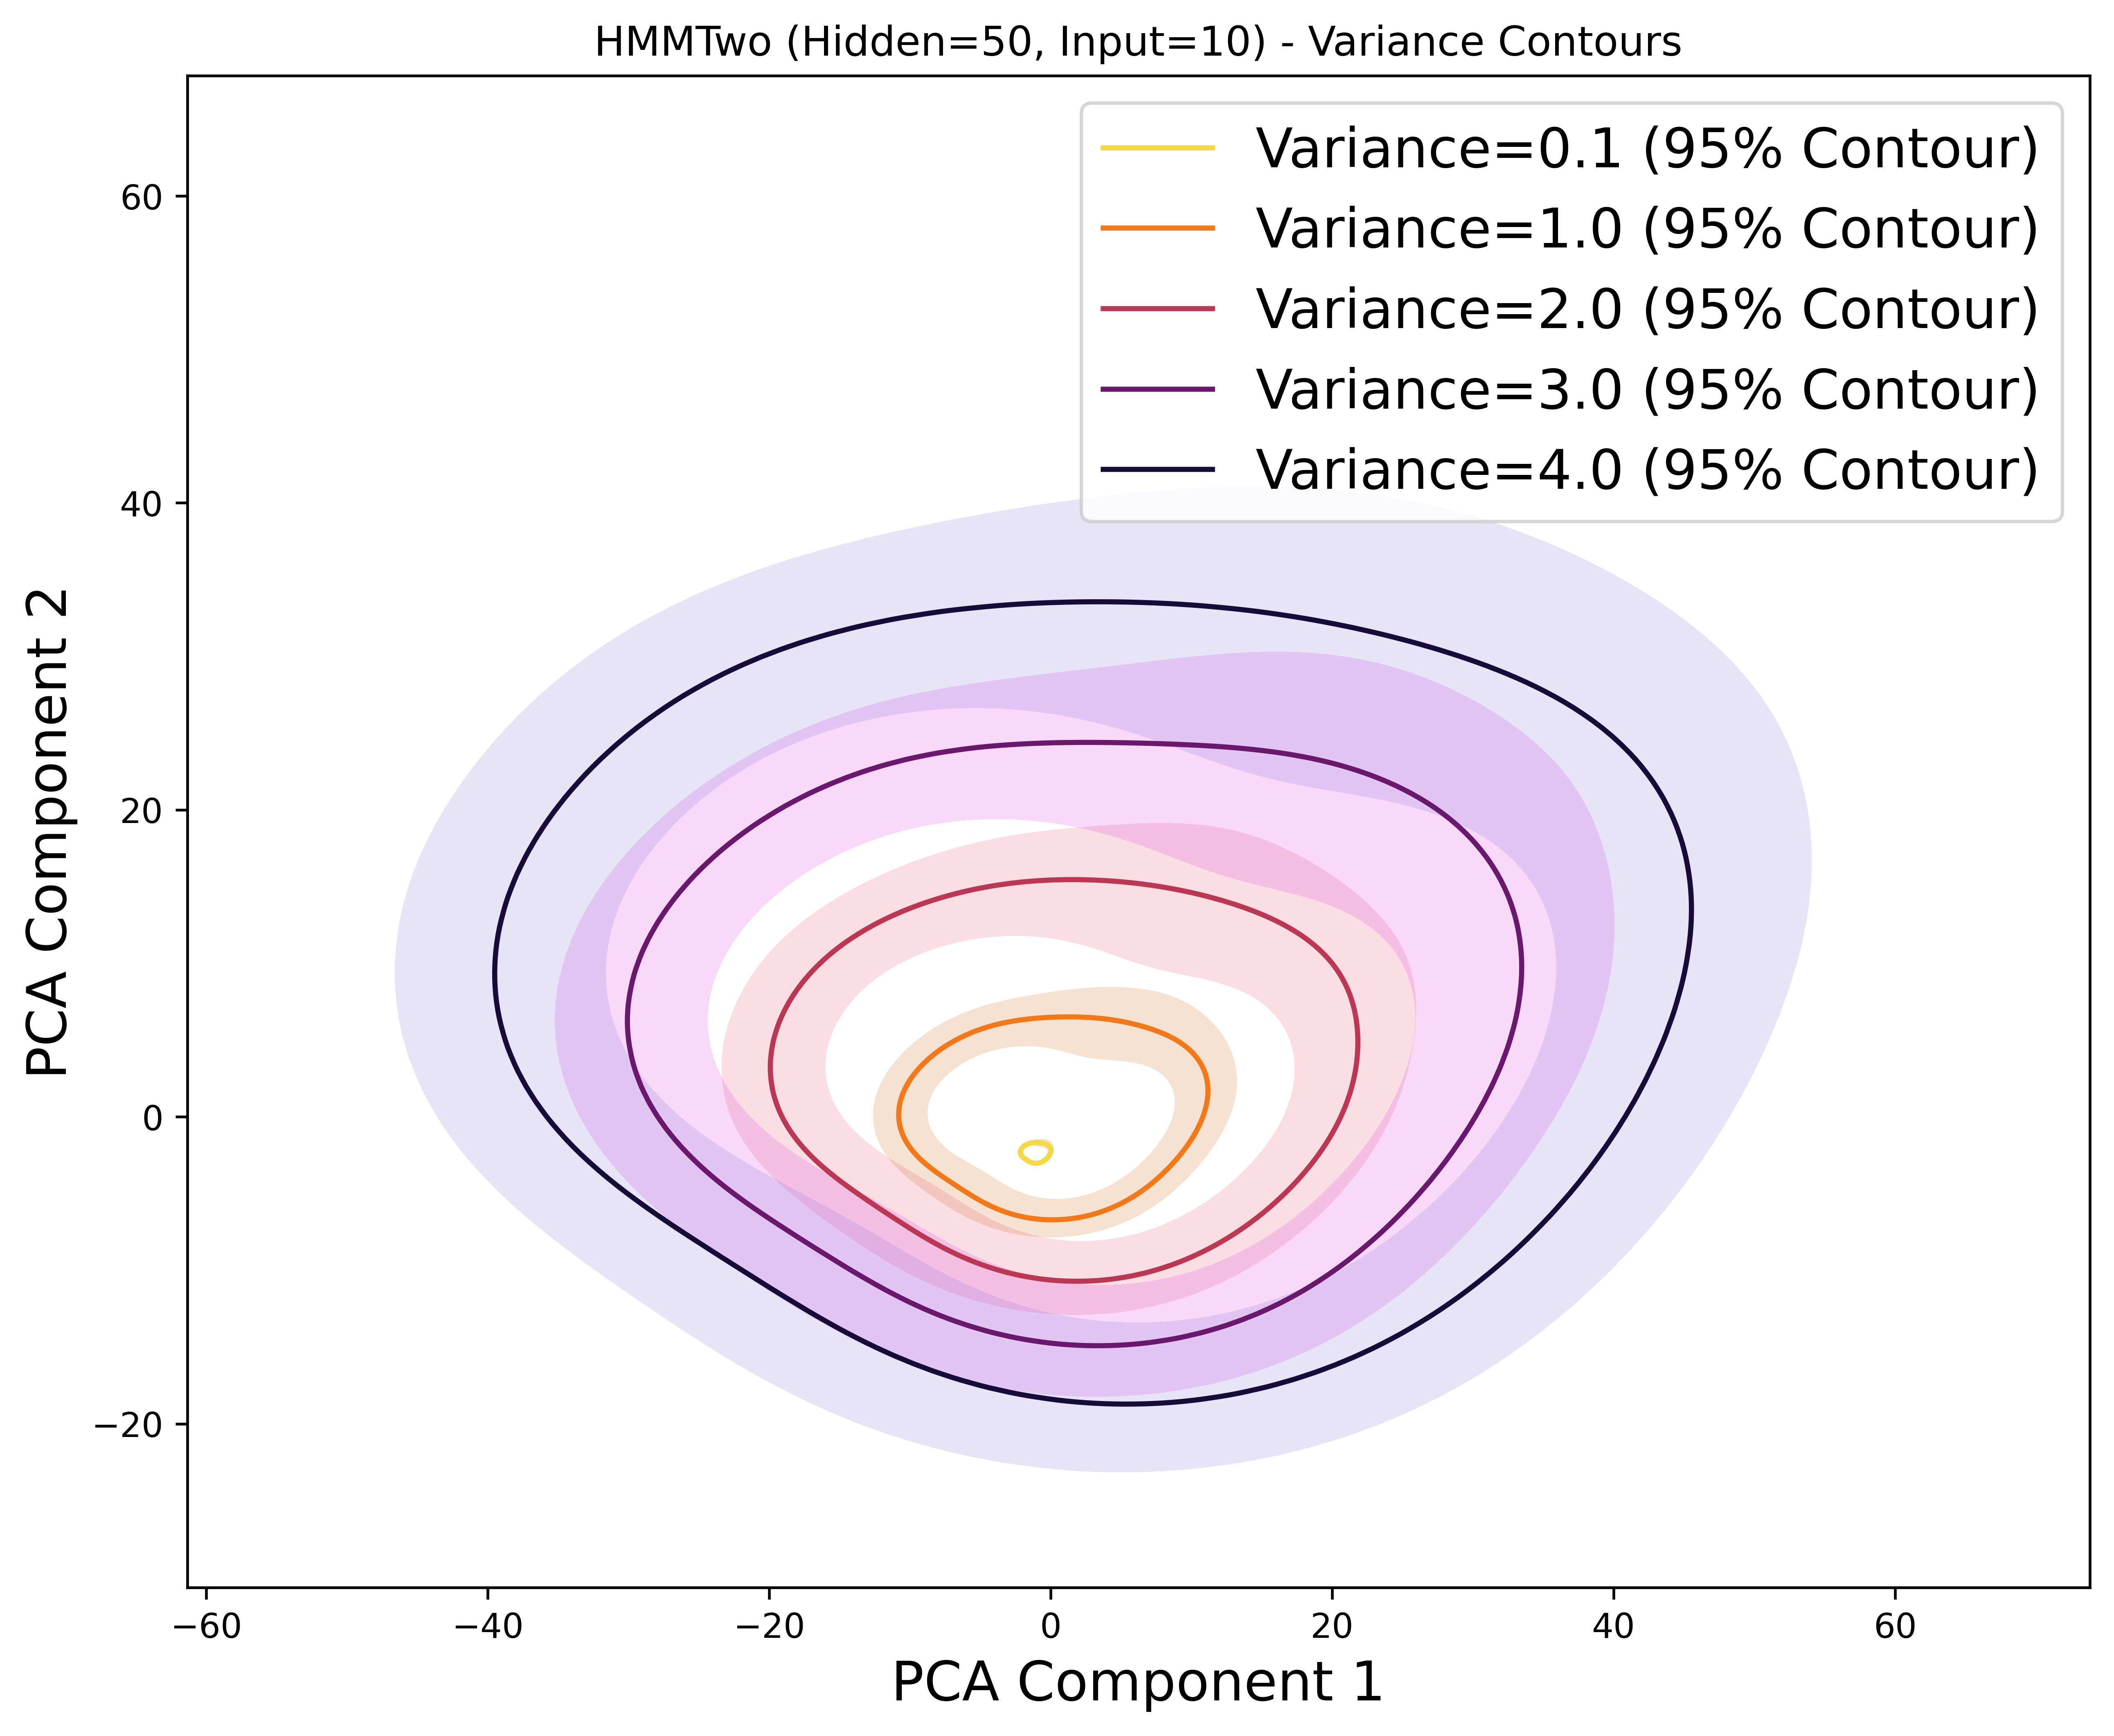 HMMTwo (Hidden=50, Input=10) - Variance Contours
Variance=0.1 (95% Contour)
Variance=1.0 (95% Contour)
Variance=2.0 (95% Contour)
Variance=3.0 (95% Contour)
Variance=4.0 (95% Contour)
PCA Component 2
60
40
20
0
−20
−60
−40
−20
0
20
40
60
PCA Component 1